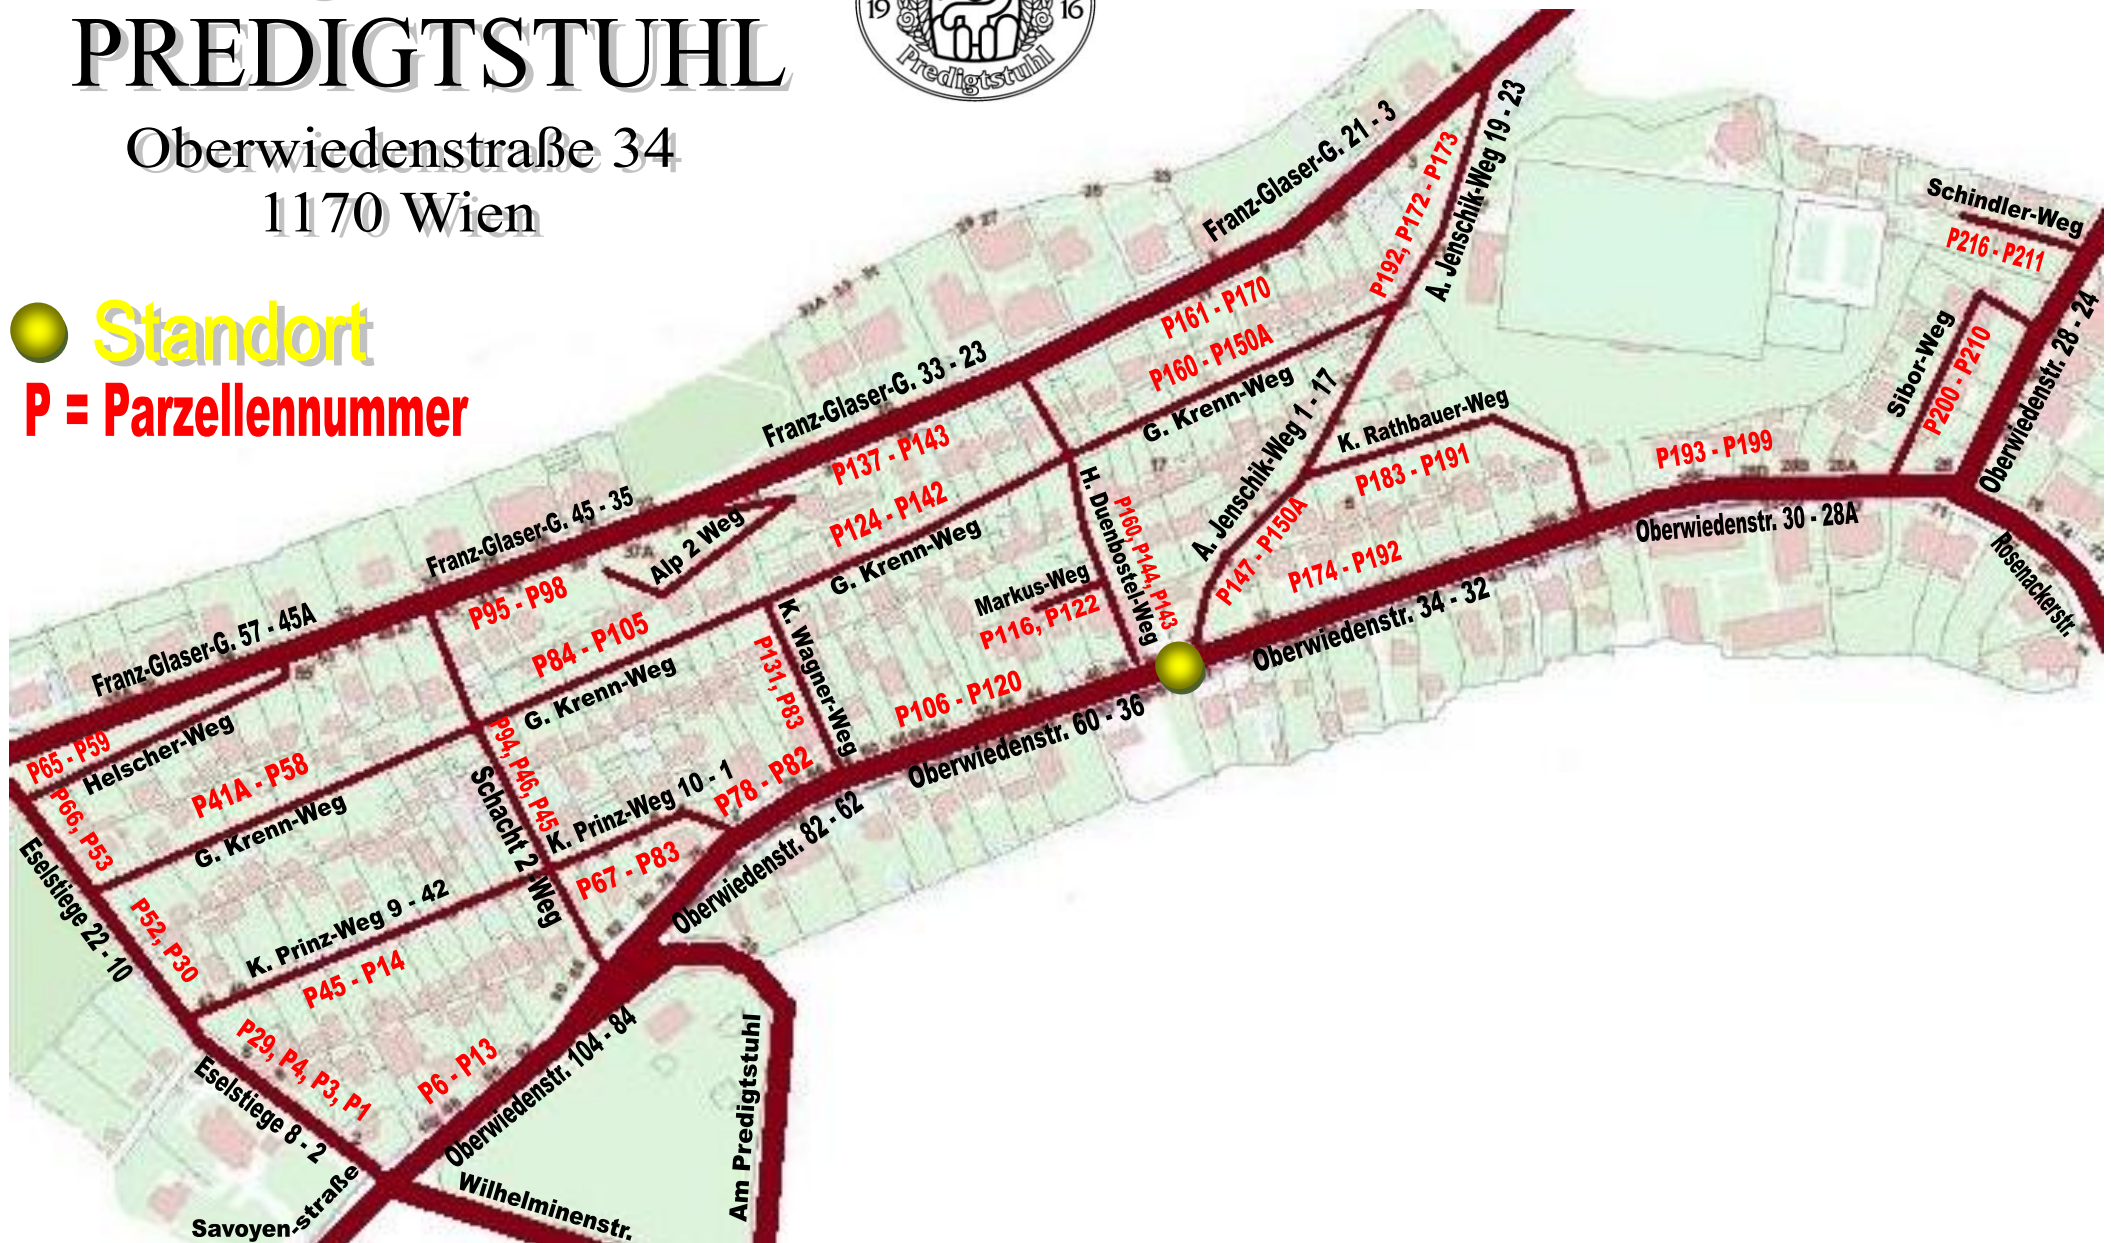 PREDIGTSTUHL
Oberwiedenstraße 34
1170 Wien
19 16
Predigtstuhl
Standort
P = Parzellennummer
Franz-Glaser-G. 21 - 3
A. Jenschik-Weg 19 - 23
P192, P172 - P173
Schindler-Weg
P216 - P211
P161 - P170
P160 - P150A
G. Krenn-Weg
Franz-Glaser-G. 33 - 23
P137 - P143
A. Jenschik-Weg 1 - 17
K. Rathbauer-Weg
P183 - P191
P193 - P199
Sibor-Weg
P200 - P210
Oberwiedenstr. 28 - 24
Oberwiedenstr. 30 - 28A
Rosenackerstr.
Franz-Glaser-G. 45 - 35
Alp 2 Weg
37A
P124 - P142
G. Krenn-Weg
H. Duenbostel-Weg
P160, P144, P143
17
P147 - P150A
P174 - P192
Oberwiedenstr. 34 - 32
Markus-Weg
P116, P122
P95 - P98
P84 - P105
G. Krenn-Weg
K. Wagner-Weg
P131, P83
P106 - P120
Oberwiedenstr. 60 - 36
Franz-Glaser-G. 57 - 45A
Helscher-Weg
P65 - P59
P66, P53
P41A - P58
G. Krenn-Weg
Schacht 2-Weg
P94, P46, P45
K. Prinz-Weg 10 - 1
P78 - P82
P67 - P83
Oberwiedenstr. 82 - 62
Eselstiege 22 - 10
P52, P30
K. Prinz-Weg 9 - 42
P45 - P14
P29, P4, P3, P1
P6 - P13
Eselstiege 8 - 2
Oberwiedenstr. 104 - 84
Am Predigtstuhl
Savoyen-straße
Wilhelminenstr.